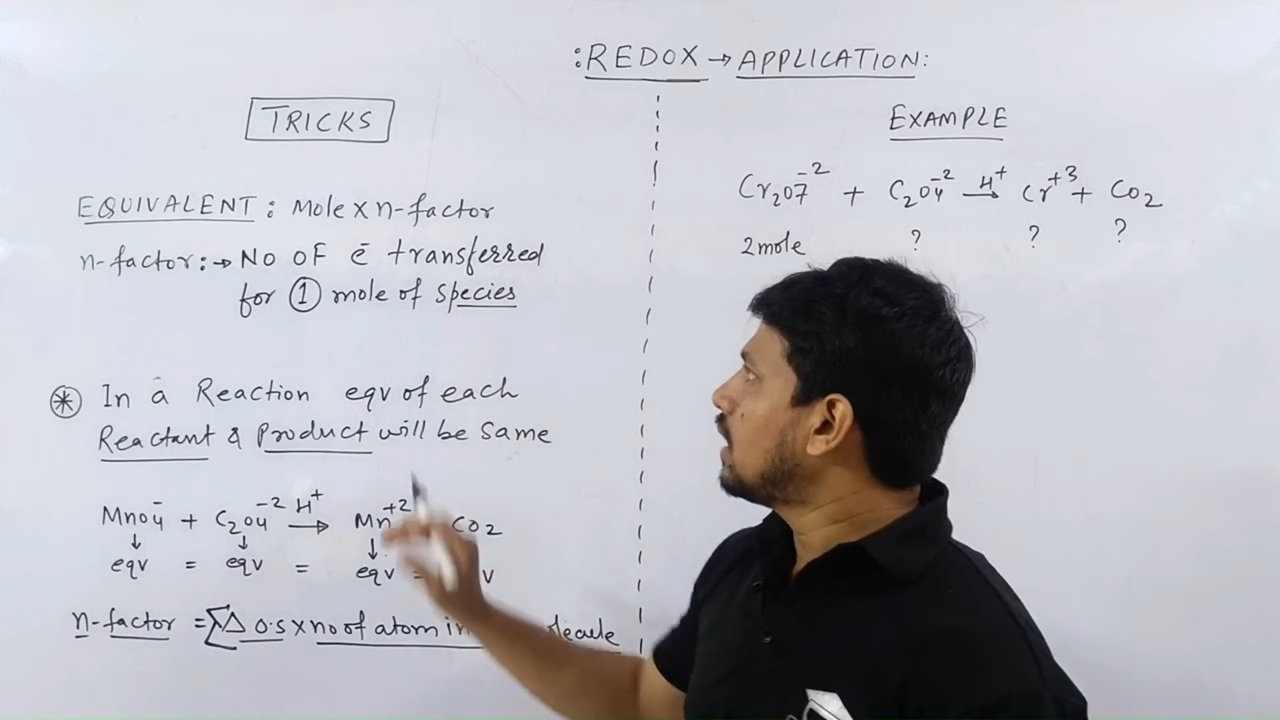 :REDOX → APPLICATION:
TRICKS
EQUIVALENT: Mole x n-factor
n-factor:→ No OF ē transferred
for ① mole of species
⊛ In a Reaction eqv of each
Reactant & Product will be same
MnO4⁻ + C2O4⁻² H⁺→ Mn⁺² CO2
↓ ↓ ↓
eqv = eqv = eqv = v
n-factor = ΣΔ O.S x no of atom in
EXAMPLE
Cr2O7⁻² + C2O4⁻² H⁺→ Cr⁺³ + CO2
2mole ? ? ?